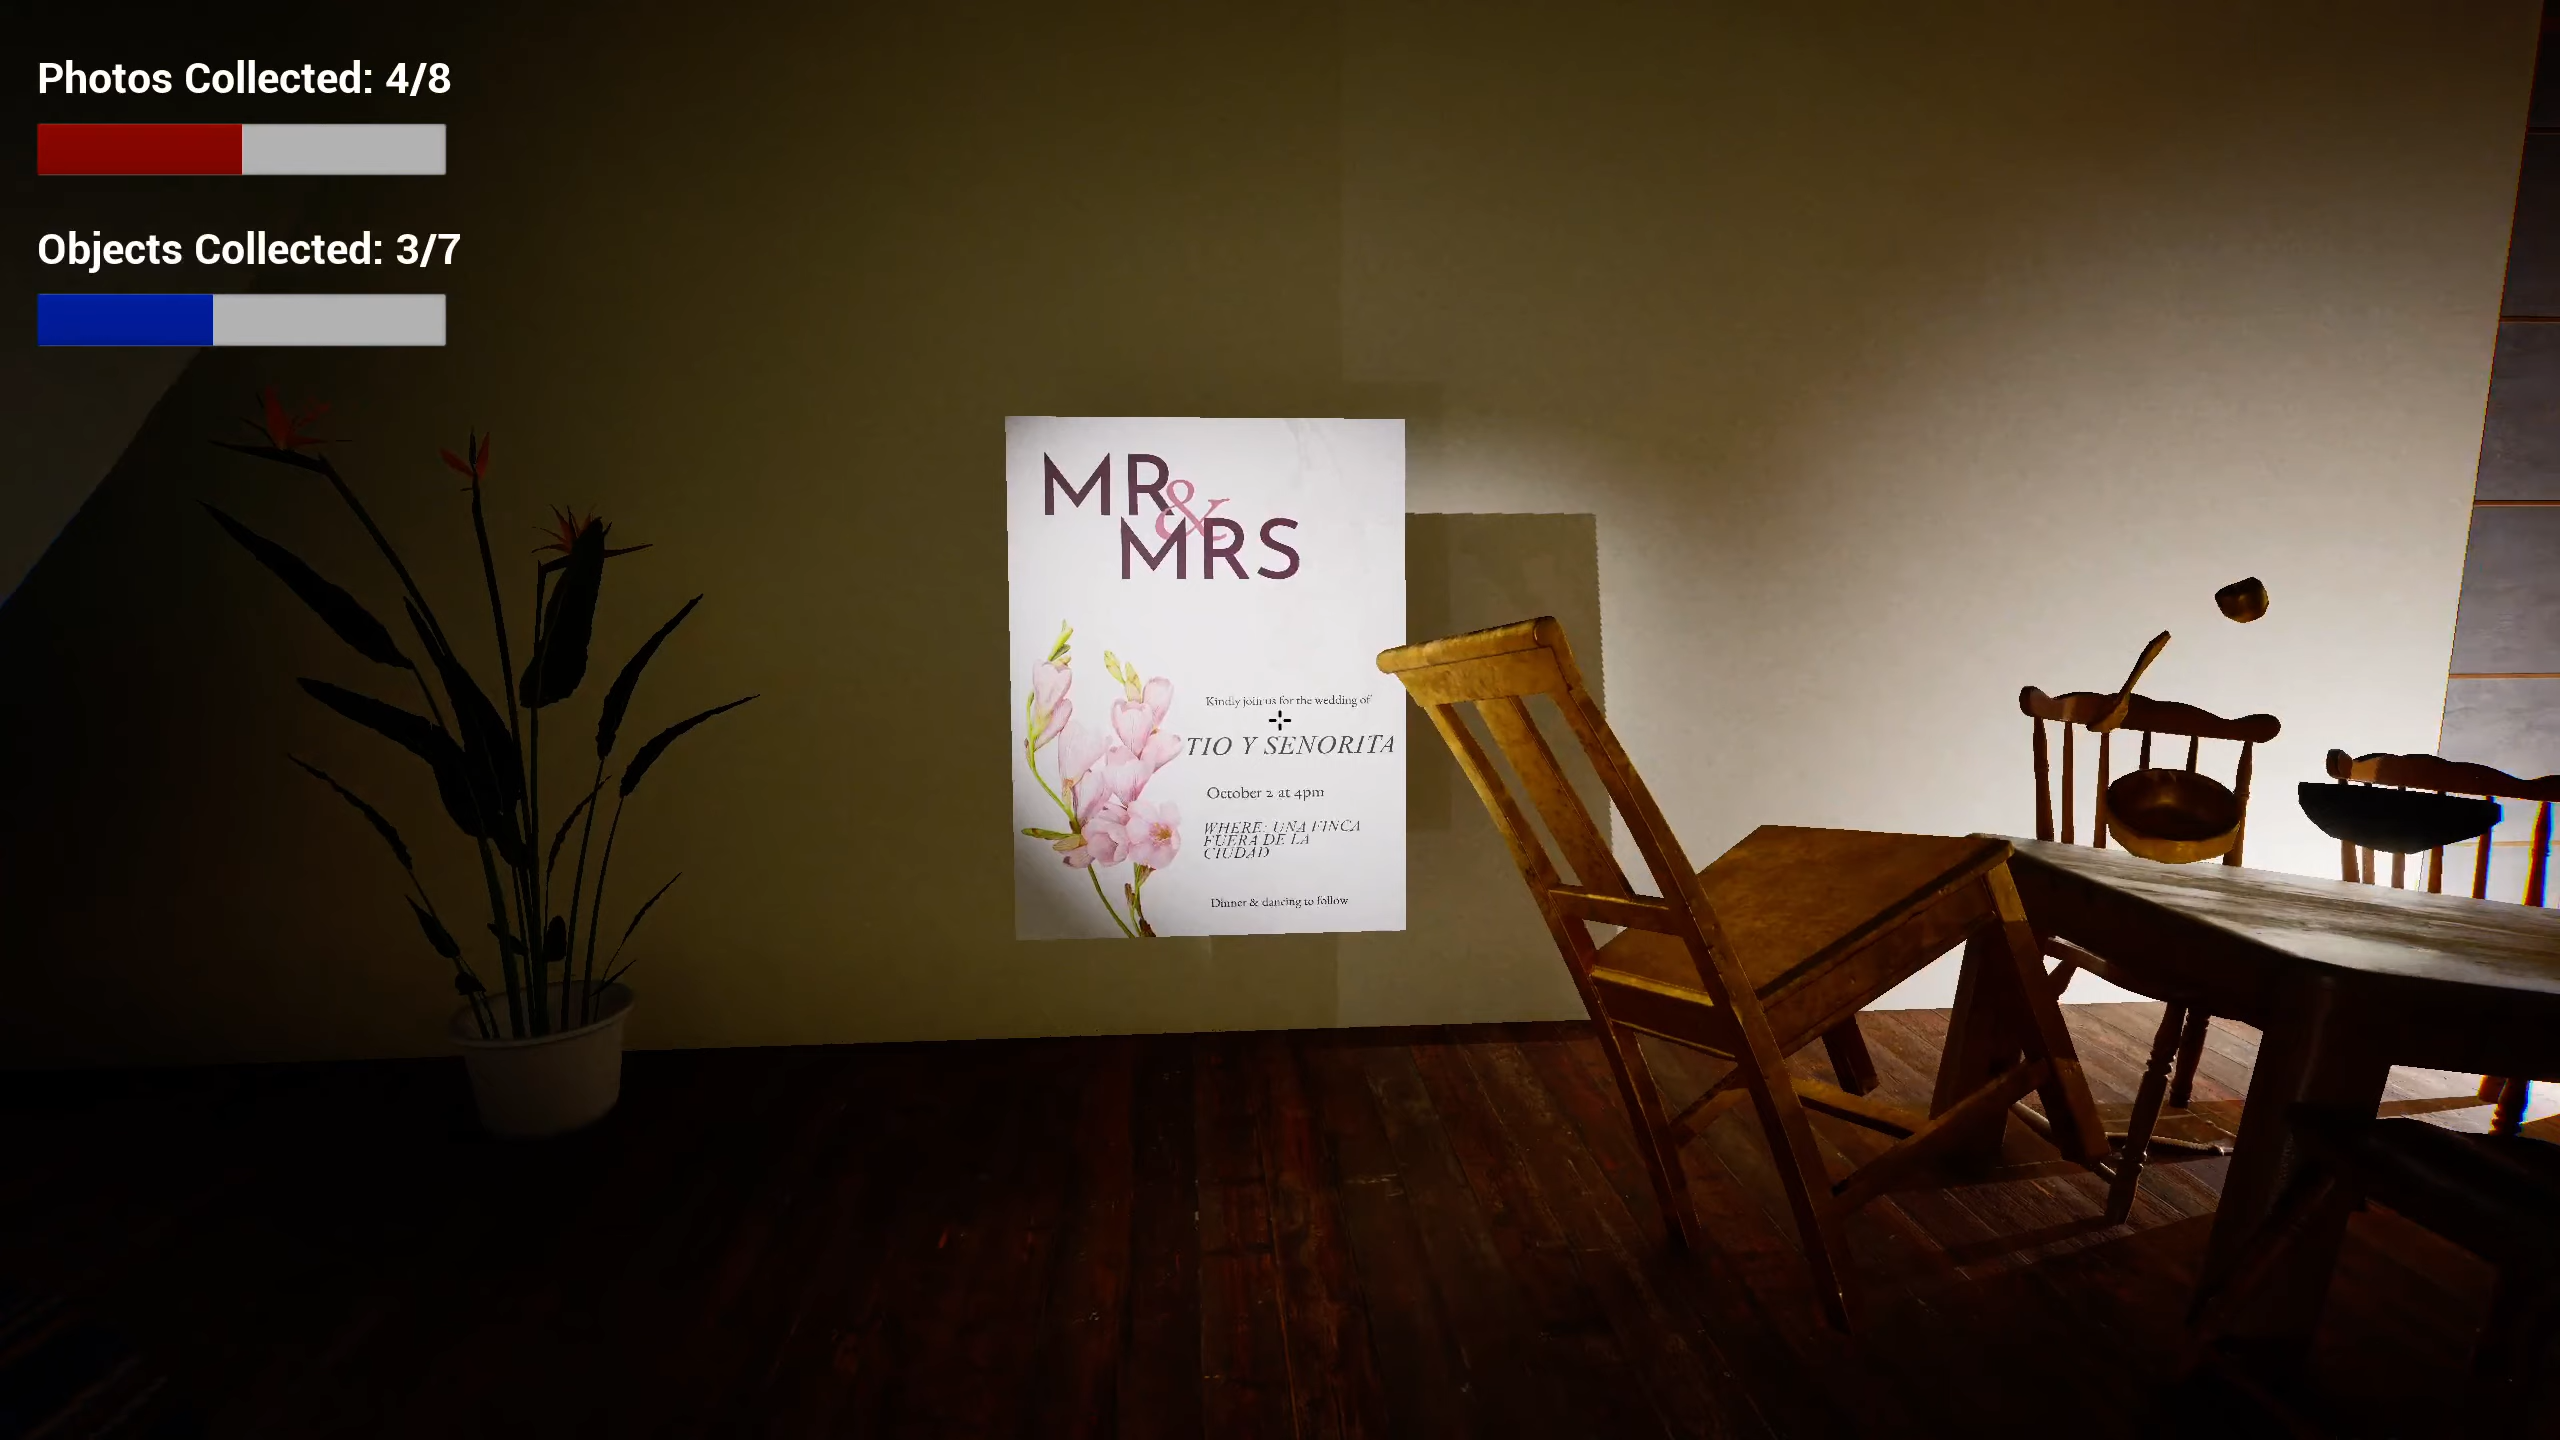 Photos Collected: 4/8
Objects Collected: 3/7
MR
&
MRS
Kindly join us for the wedding of
TIO Y SENORITA
October 2 at 4pm
WHERE: UNA FINCA
FUERA DE LA
CIUDAD
Dinner & dancing to follow